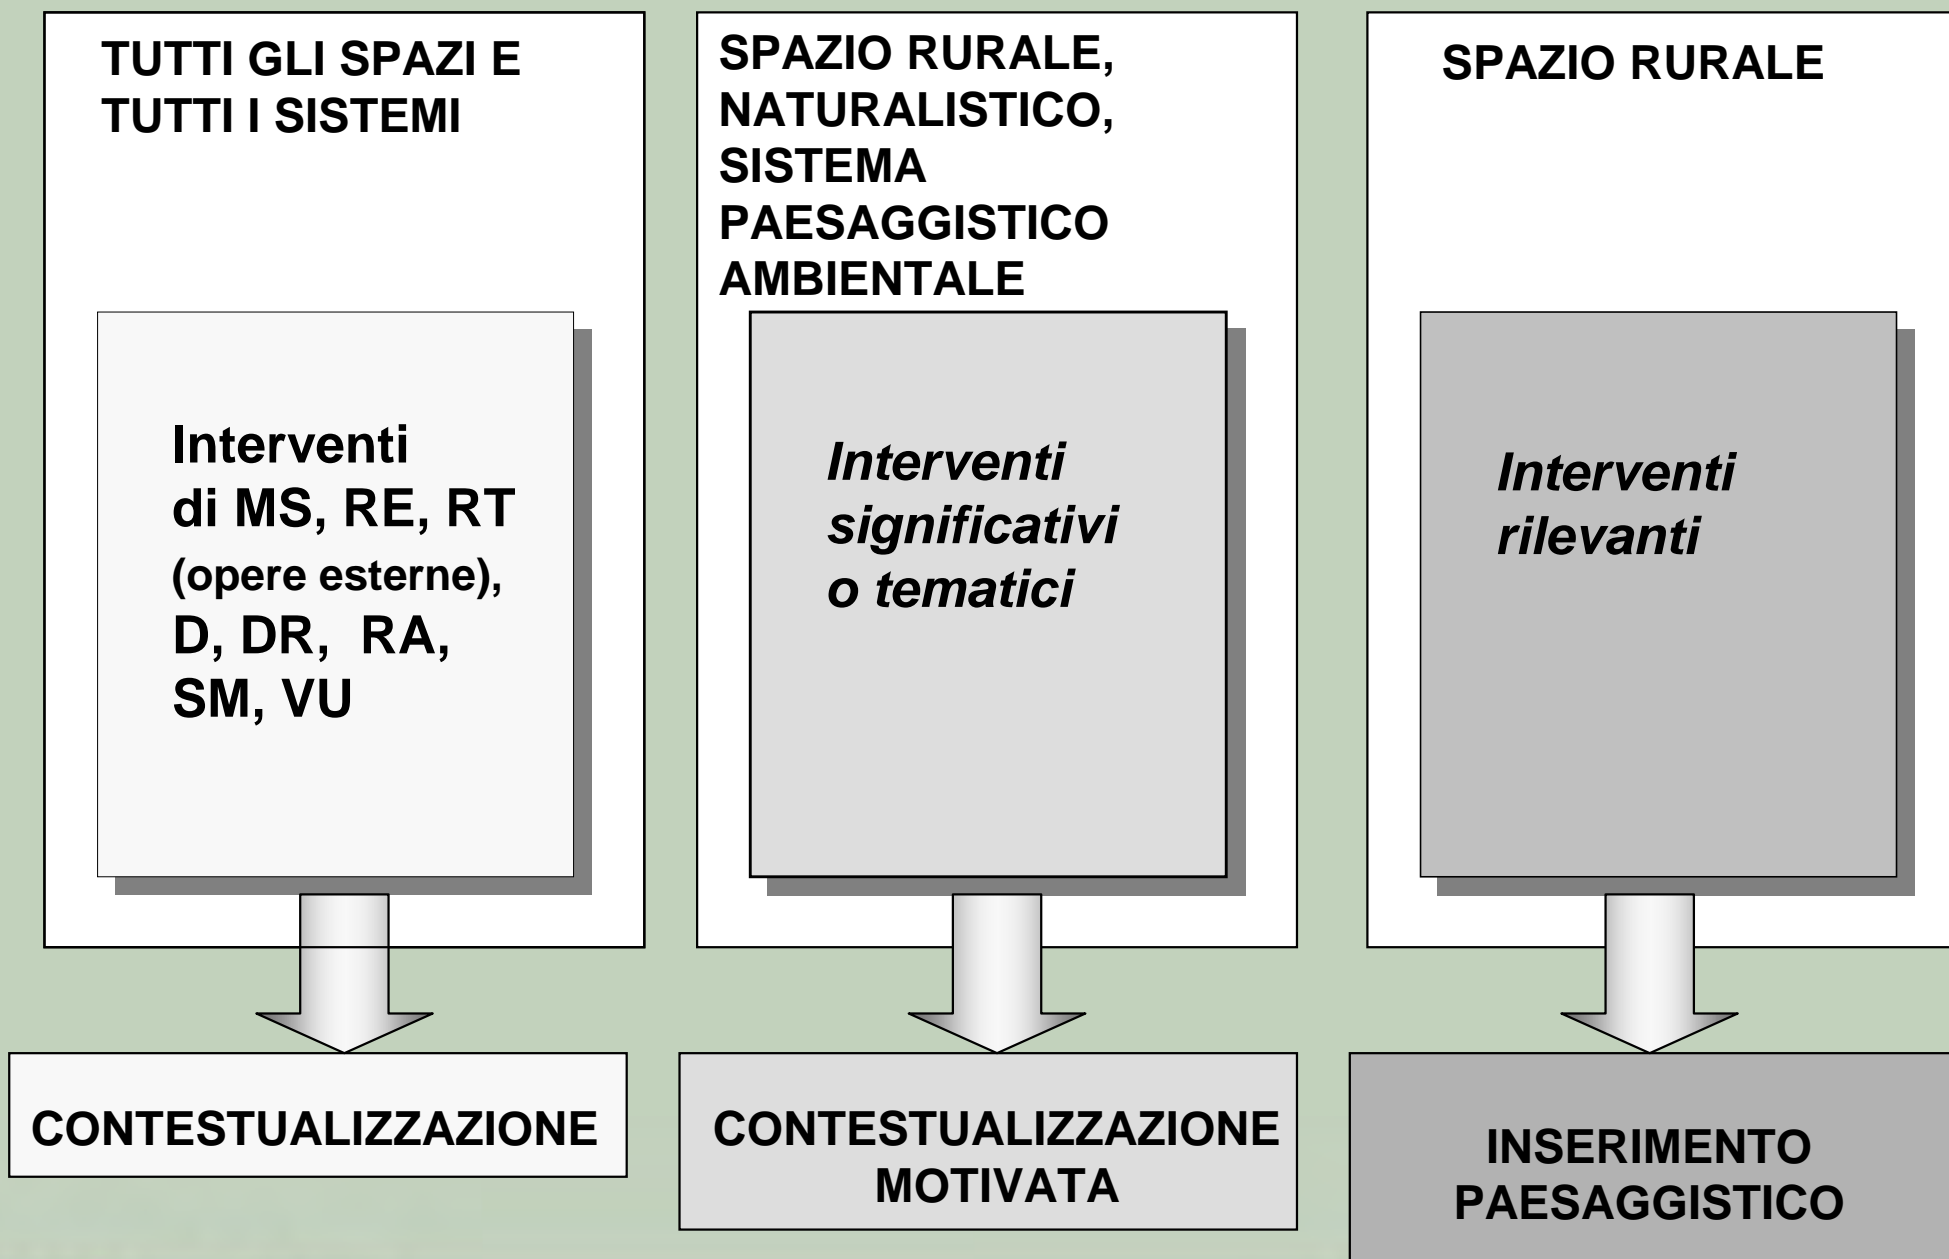 TUTTI GLI SPAZI E
TUTTI I SISTEMI
Interventi
di MS, RE, RT
(opere esterne),
D, DR, RA,
SM, VU
CONTESTUALIZZAZIONE
SPAZIO RURALE,
NATURALISTICO,
SISTEMA
PAESAGGISTICO
AMBIENTALE
Interventi
significativi
o tematici
CONTESTUALIZZAZIONE
MOTIVATA
SPAZIO RURALE
Interventi
rilevanti
INSERIMENTO
PAESAGGISTICO